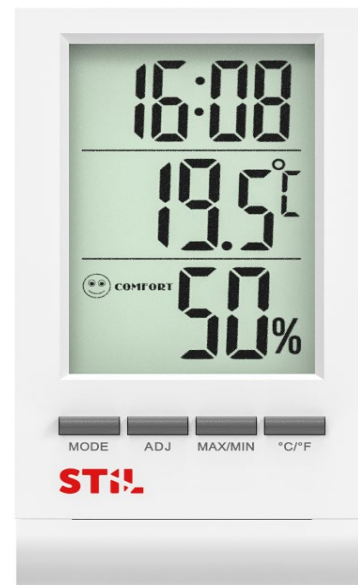 16:08
19.5°C
COMFORT 50%
MODE ADJ MAX/MIN °C/°F
STIL